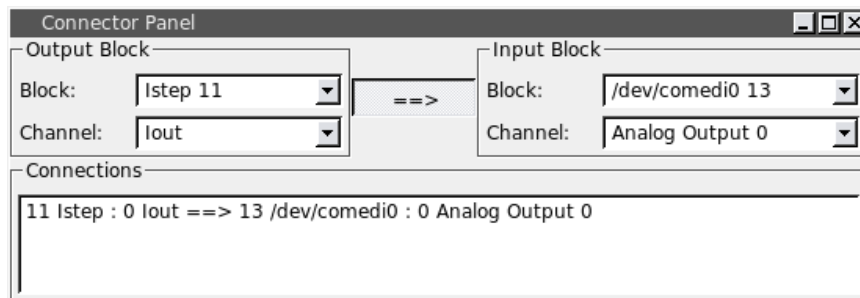 Connector Panel
Output Block
Block: Istep 11
Channel: Iout
==>
Input Block
Block: /dev/comedi0 13
Channel: Analog Output 0
Connections
11 Istep : 0 Iout ==> 13 /dev/comedi0 : 0 Analog Output 0